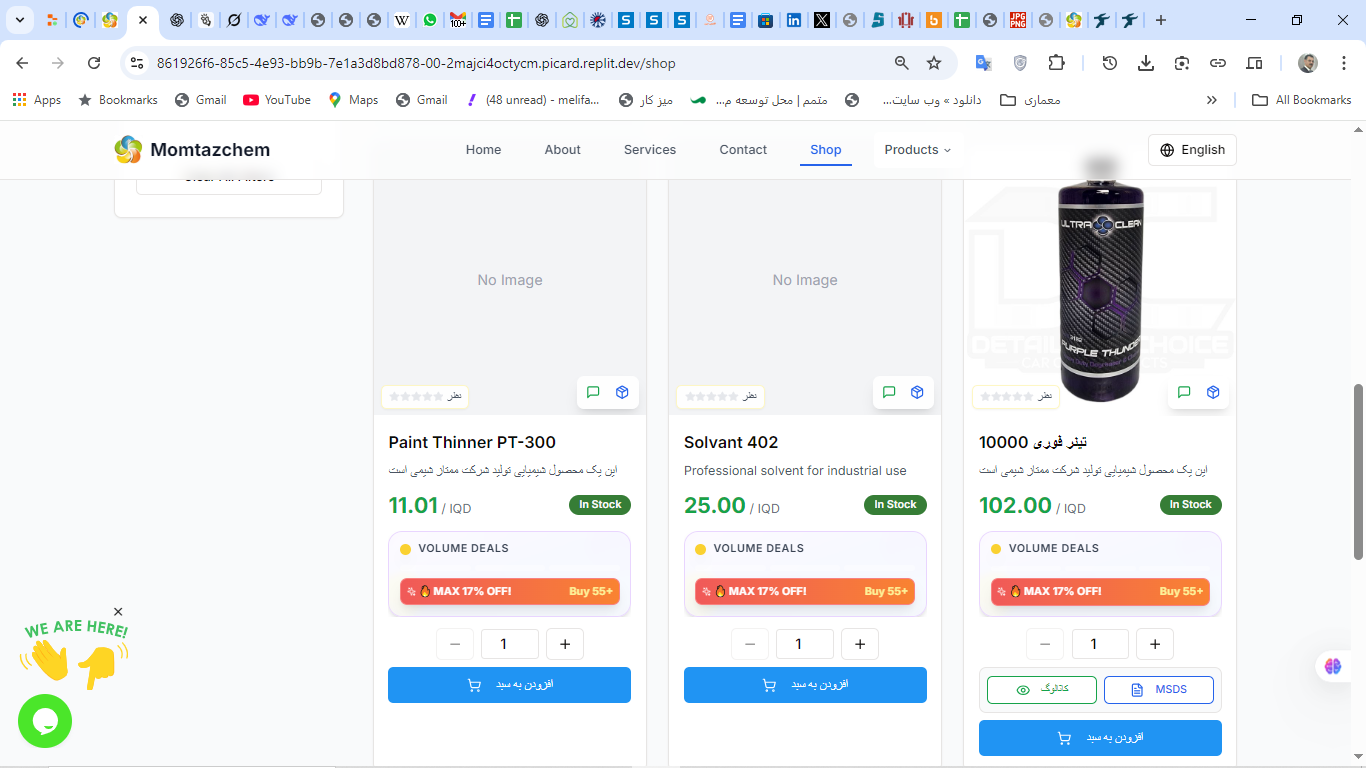 861926f6-85c5-4e93-bb9b-7e1a3d8bd878-00-2majci4octycm.picard.replit.dev/shop
Apps
Bookmarks
Gmail
YouTube
Maps
Gmail
(48 unread) - melifa...
میز کار
متمم | محل توسعه م...
دانلود » وب سایت...
معماری
All Bookmarks
Momtazchem
Home
About
Services
Contact
Shop
Products
English
Clear All Filters
No Image
No Image
ULTRA CLEAN
PURPLE THUNDER
نظر
نظر
نظر
Paint Thinner PT-300
این یک محصول شیمیایی تولید شرکت ممتاز شیمی است
11.01 / IQD
In Stock
VOLUME DEALS
MAX 17% OFF!
Buy 55+
1
افزودن به سبد
Solvant 402
Professional solvent for industrial use
25.00 / IQD
In Stock
VOLUME DEALS
MAX 17% OFF!
Buy 55+
1
افزودن به سبد
تینر فوری 10000
این یک محصول شیمیایی تولید شرکت ممتاز شیمی است
102.00 / IQD
In Stock
VOLUME DEALS
MAX 17% OFF!
Buy 55+
1
کاتالوگ
MSDS
افزودن به سبد
WE ARE HERE!